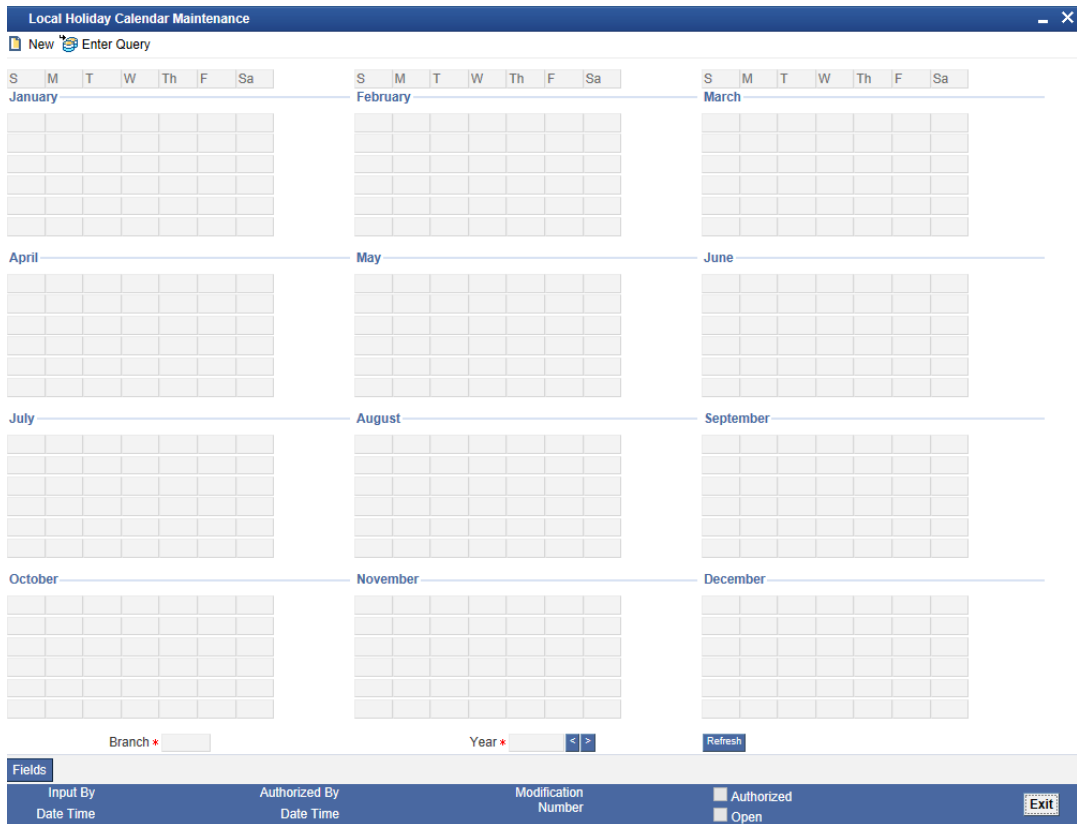 Local Holiday Calendar Maintenance
New Enter Query
S M T W Th F Sa S M T W Th F Sa S M T W Th F Sa
January February March
April May June
July August September
October November December
Branch * Year * < > Refresh
Fields
Input By Authorized By Modification Number Authorized
Date Time Date Time Open
Exit